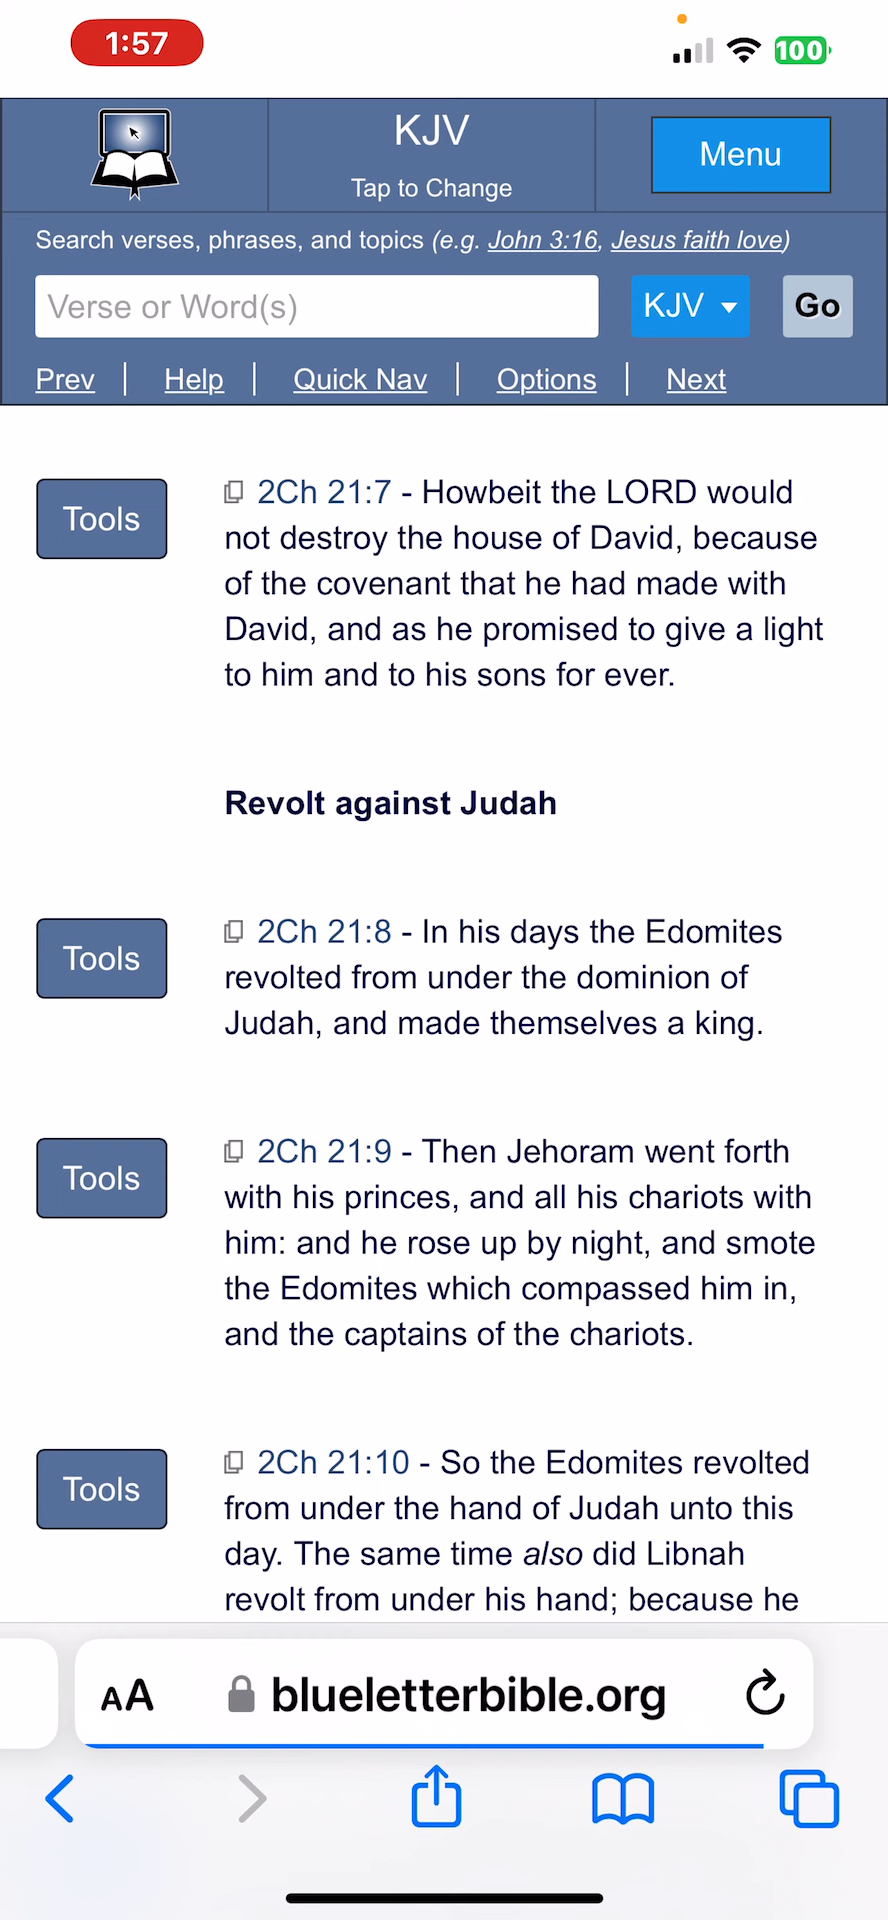 1:57
100
KJV
Tap to Change
Menu
Search verses, phrases, and topics (e.g. John 3:16, Jesus faith love)
Verse or Word(s)
KJV
Go
Prev | Help | Quick Nav | Options | Next
Tools
2Ch 21:7 - Howbeit the LORD would
not destroy the house of David, because
of the covenant that he had made with
David, and as he promised to give a light
to him and to his sons for ever.
Revolt against Judah
Tools
2Ch 21:8 - In his days the Edomites
revolted from under the dominion of
Judah, and made themselves a king.
Tools
2Ch 21:9 - Then Jehoram went forth
with his princes, and all his chariots with
him: and he rose up by night, and smote
the Edomites which compassed him in,
and the captains of the chariots.
Tools
2Ch 21:10 - So the Edomites revolted
from under the hand of Judah unto this
day. The same time also did Libnah
revolt from under his hand; because he
AA
blueletterbible.org